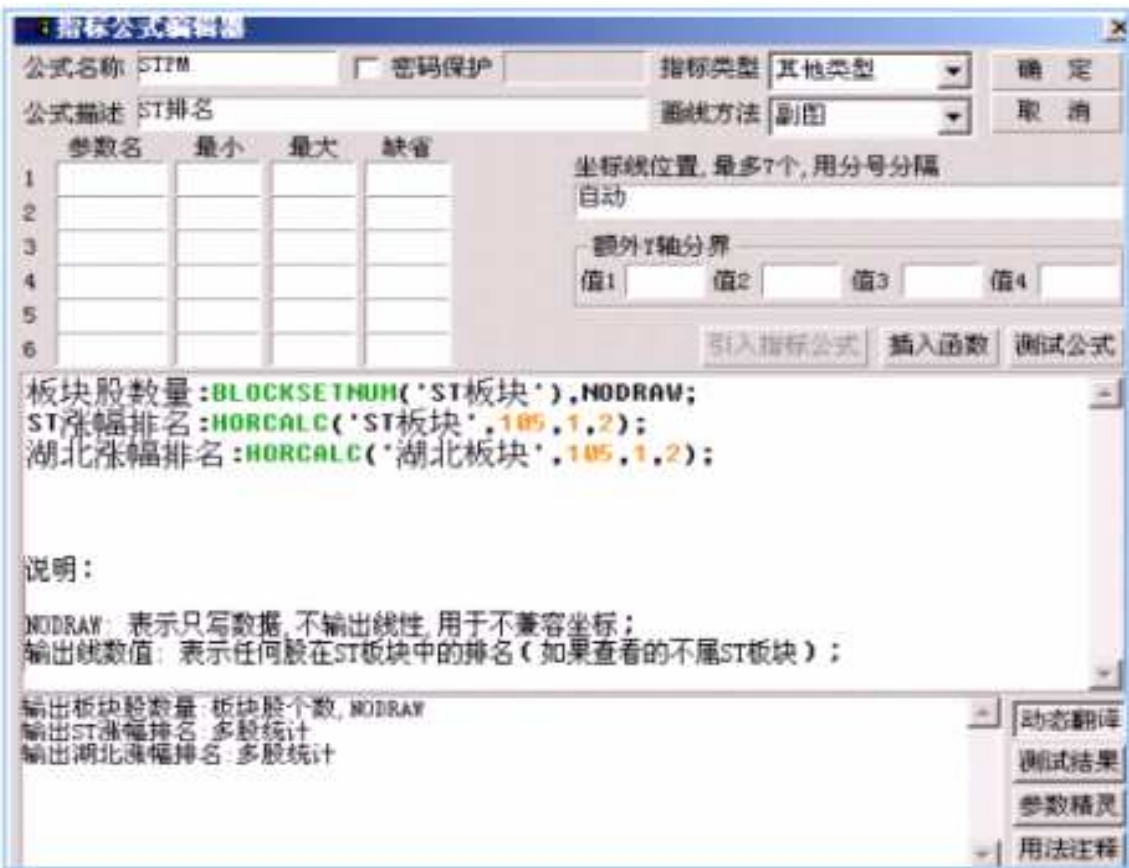 指标公式编辑器
公式名称 STPM 密码保护 指标类型 其他类型 确 定
公式描述 ST排名 画线方法 副图 取 消
参数名 最小 最大 缺省
坐标线位置,最多7个,用分号分隔
1
自动
2
3 额外Y轴分界
4 值1 值2 值3 值4
5
6 引入指标公式 插入函数 测试公式
板块股数量:BLOCKSETNUM('ST板块'),NODRAW;
ST涨幅排名:HORCALC('ST板块',105,1,2);
湖北涨幅排名:HORCALC('湖北板块',105,1,2);
说明:
NODRAW: 表示只写数据,不输出线性,用于不兼容坐标;
输出线数值: 表示任何股在ST板块中的排名(如果查看的不属ST板块);
输出板块股数量:板块股个数,NODRAW
输出ST涨幅排名:多股统计
输出湖北涨幅排名:多股统计
动态翻译
测试结果
参数精灵
用法注释